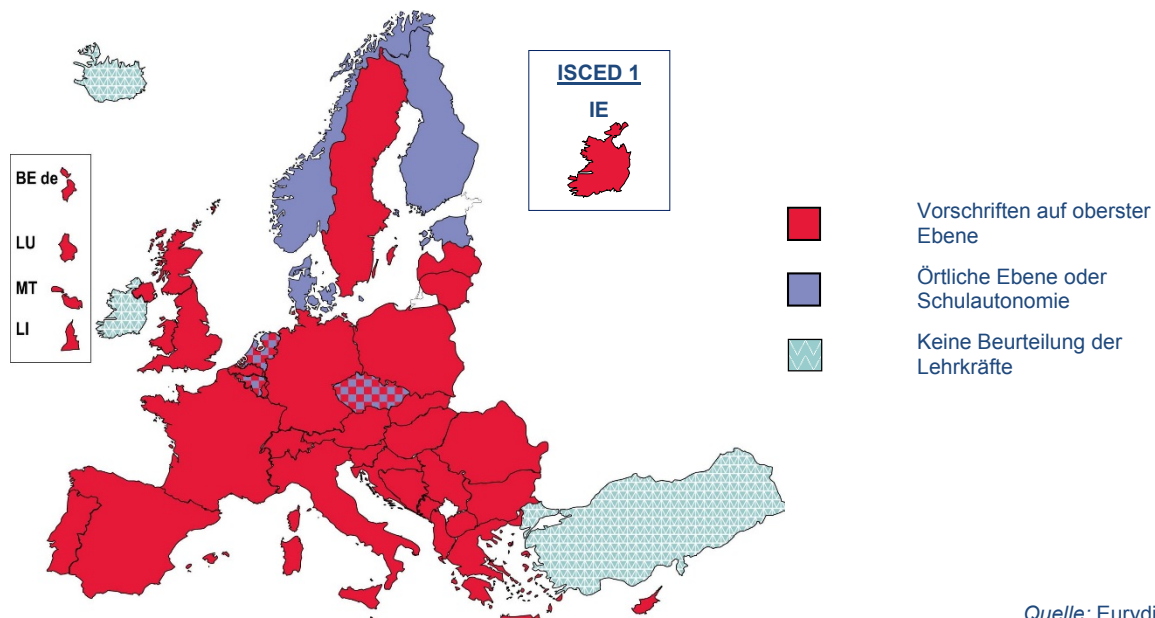 ISCED 1
IE
BE de
LU
MT
LI
Vorschriften auf oberster
Ebene
Örtliche Ebene oder
Schulautonomie
Keine Beurteilung der
Lehrkräfte
Quelle: